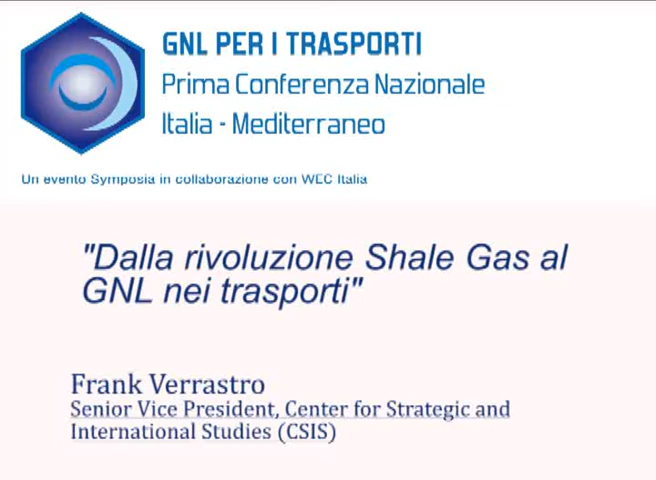 GNL PER I TRASPORTI
Prima Conferenza Nazionale
Italia - Mediterraneo
Un evento Symposia in collaborazione con WEC Italia
"Dalla rivoluzione Shale Gas al
GNL nei trasporti"
Frank Verrastro
Senior Vice President, Center for Strategic and
International Studies (CSIS)